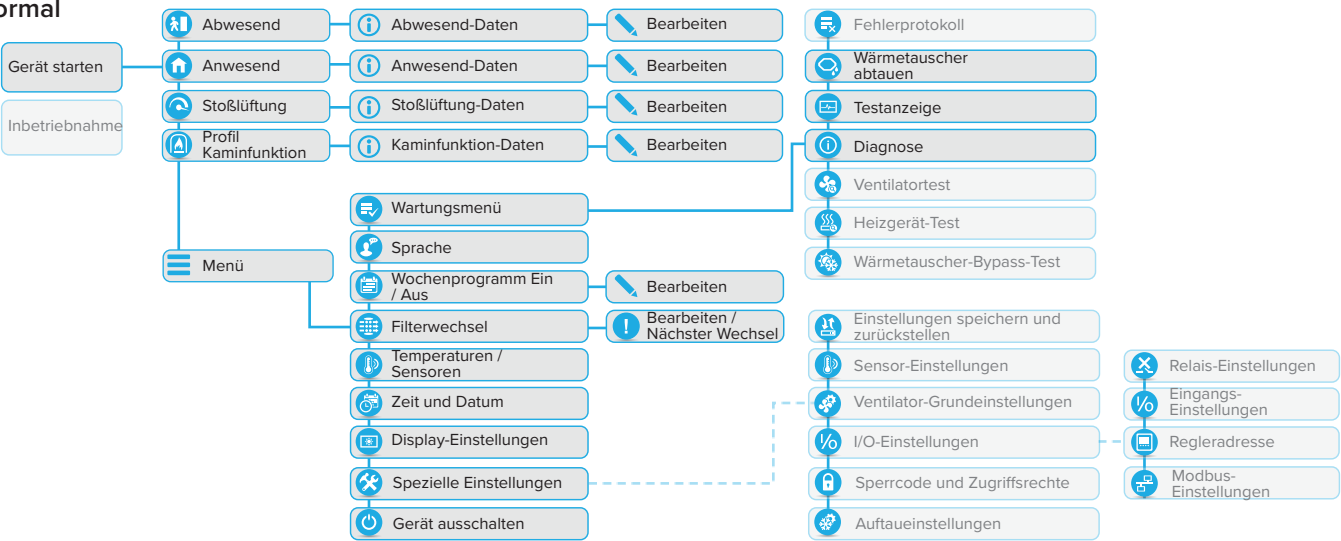 Gerät starten
Inbetriebnahme
Abwesend
Anwesend
Stoßlüftung
Profil
Kaminfunktion
Menü
Abwesend-Daten
Anwesend-Daten
Stoßlüftung-Daten
Kaminfunktion-Daten
Bearbeiten
Bearbeiten
Bearbeiten
Bearbeiten
Wartungsmenü
Sprache
Wochenprogramm Ein
/ Aus
Filterwechsel
Temperaturen /
Sensoren
Zeit und Datum
Display-Einstellungen
Spezielle Einstellungen
Gerät ausschalten
Bearbeiten
Bearbeiten /
Nächster Wechsel
Fehlerprotokoll
Wärmetauscher
abtauen
Testanzeige
Diagnose
Ventilatortest
Heizgerät-Test
Wärmetauscher-Bypass-Test
Einstellungen speichern und
zurückstellen
Sensor-Einstellungen
Ventilator-Grundeinstellungen
I/O-Einstellungen
Sperrcode und Zugriffsrechte
Auftaueinstellungen
Relais-Einstellungen
Eingangs-
Einstellungen
Regleradresse
Modbus-
Einstellungen